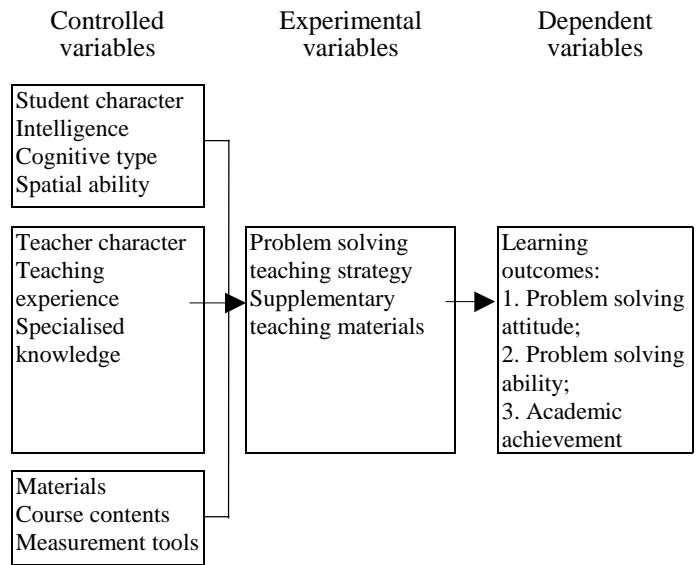 Controlled
variables
Experimental
variables
Dependent
variables
Student character
Intelligence
Cognitive type
Spatial ability
Teacher character
Teaching
experience
Specialised
knowledge
Materials
Course contents
Measurement tools
Problem solving
teaching strategy
Supplementary
teaching materials
Learning
outcomes:
1. Problem solving
attitude;
2. Problem solving
ability;
3. Academic
achievement